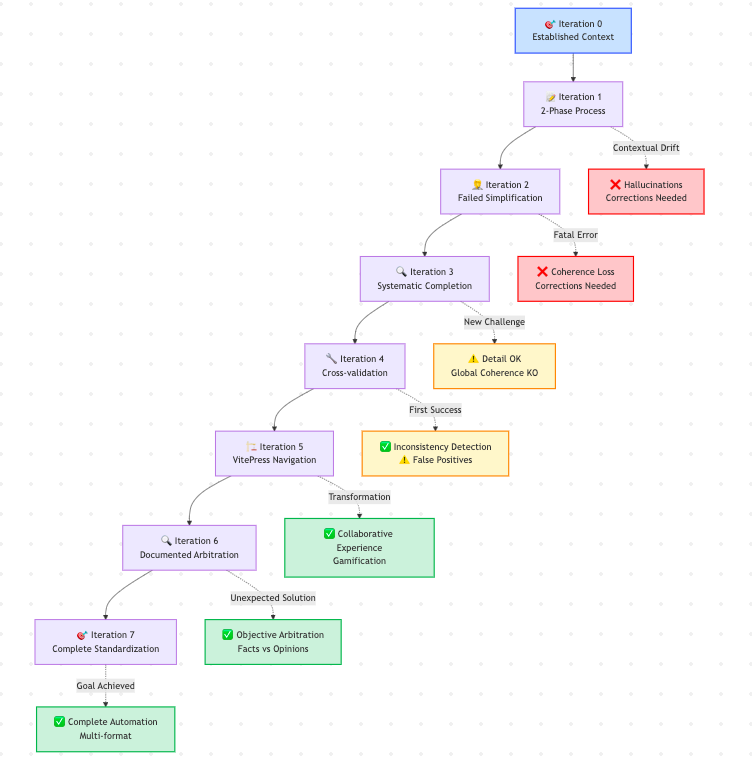 🎯 Iteration 0
Established Context
Iteration 1
2-Phase Process
Contextual Drift
Iteration 2
Failed Simplification
❌ Hallucinations
Corrections Needed
Fatal Error
🔍 Iteration 3
Systematic Completion
❌ Coherence Loss
Corrections Needed
New Challenge
🔧 Iteration 4
Cross-validation
⚠️ Detail OK
Global Coherence KO
First Success
🏗️ Iteration 5
VitePress Navigation
✅ Inconsistency Detection
⚠️ False Positives
Transformation
🔍 Iteration 6
Documented Arbitration
✅ Collaborative
Experience
Gamification
Unexpected Solution
🎯 Iteration 7
Complete Standardization
✅ Objective Arbitration
Facts vs Opinions
Goal Achieved
✅ Complete Automation
Multi-format